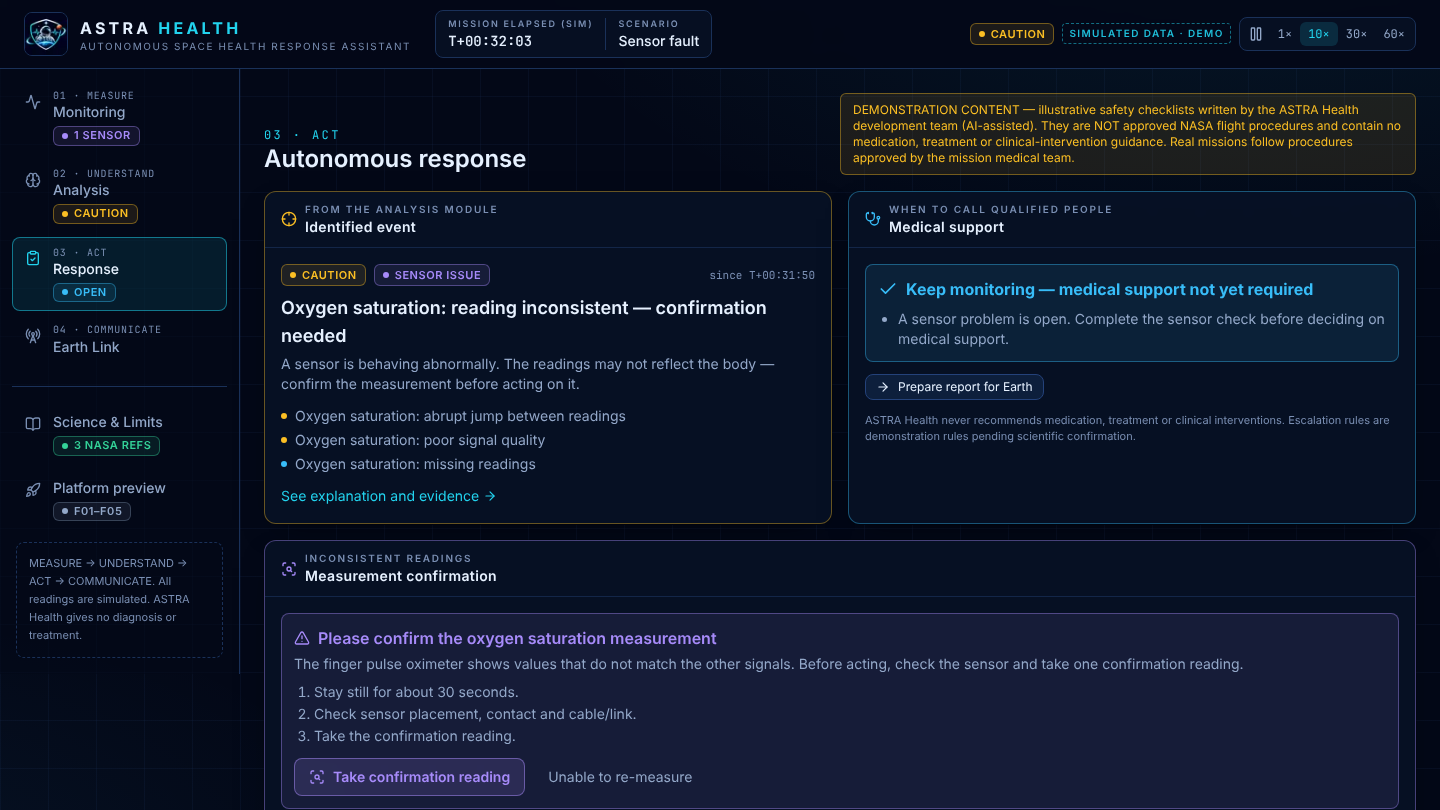 ASTRA HEALTH
AUTONOMOUS SPACE HEALTH RESPONSE ASSISTANT
MISSION ELAPSED (SIM)
T+00:32:03
SCENARIO
Sensor fault
CAUTION
SIMULATED DATA · DEMO
1×
10×
30×
60×
01 · MEASURE
Monitoring
1 SENSOR
02 · UNDERSTAND
Analysis
CAUTION
03 · ACT
Response
OPEN
04 · COMMUNICATE
Earth Link
Science & Limits
3 NASA REFS
Platform preview
F01–F05
MEASURE → UNDERSTAND →
ACT → COMMUNICATE. All
readings are simulated. ASTRA
Health gives no diagnosis or
treatment.
03 · ACT
Autonomous response
DEMONSTRATION CONTENT — illustrative safety checklists written by the ASTRA Health
development team (AI-assisted). They are NOT approved NASA flight procedures and contain no
medication, treatment or clinical-intervention guidance. Real missions follow procedures
approved by the mission medical team.
FROM THE ANALYSIS MODULE
Identified event
CAUTION
SENSOR ISSUE
since T+00:31:50
Oxygen saturation: reading inconsistent — confirmation
needed
A sensor is behaving abnormally. The readings may not reflect the body —
confirm the measurement before acting on it.
Oxygen saturation: abrupt jump between readings
Oxygen saturation: poor signal quality
Oxygen saturation: missing readings
See explanation and evidence →
WHEN TO CALL QUALIFIED PEOPLE
Medical support
Keep monitoring — medical support not yet required
• A sensor problem is open. Complete the sensor check before deciding on
medical support.
→ Prepare report for Earth
ASTRA Health never recommends medication, treatment or clinical interventions. Escalation rules are
demonstration rules pending scientific confirmation.
INCONSISTENT READINGS
Measurement confirmation
Please confirm the oxygen saturation measurement
The finger pulse oximeter shows values that do not match the other signals. Before acting, check the sensor and take one confirmation reading.
1. Stay still for about 30 seconds.
2. Check sensor placement, contact and cable/link.
3. Take the confirmation reading.
Take confirmation reading
Unable to re-measure